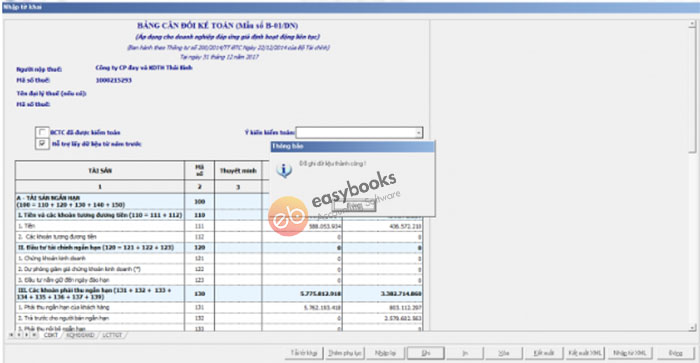 Nhập tờ khai
BẢNG CÂN ĐỐI KẾ TOÁN (Mẫu số B-01/DN)
(Áp dụng cho doanh nghiệp đáp ứng giả định hoạt động liên tục)
(Ban hành theo Thông tư số 200/2014/TT-BTC Ngày 22/12/2014 của Bộ Tài chính)
Tại ngày 31 tháng 12 năm 2017
Người nộp thuế: Công ty CP đay và KDTH Thái Bình
Mã số thuế: 1000215293
Tên đại lý thuế (nếu có):
Mã số thuế:
BCTC đã được kiểm toán Ý kiến kiểm toán:
Hỗ trợ lấy dữ liệu từ năm trước
Thông báo
Đã ghi dữ liệu thành công !
Đóng
easybooks
Software
eb
TÀI SẢN Mã số Thuyết minh
1 2 3
A - TÀI SẢN NGẮN HẠN
(100 = 110 + 120 + 130 + 140 + 150) 100
I. Tiền và các khoản tương đương tiền (110 = 111 + 112) 110
1. Tiền 111 588.053.934 406.572.210
2. Các khoản tương đương tiền 112 0 0
II. Đầu tư tài chính ngắn hạn (120 = 121 + 122 + 123) 120 0 0
1. Chứng khoán kinh doanh 121 0 0
2. Dự phòng giảm giá chứng khoán kinh doanh (*) 122 0 0
3. Đầu tư nắm giữ đến ngày đáo hạn 123 0 0
III. Các khoản phải thu ngắn hạn (131 + 132 + 133 +
134 + 135 + 136 + 137 + 139) 130 5.775.812.918 3.382.714.860
1. Phải thu ngắn hạn của khách hàng 131 5.762.193.418 803.112.297
2. Trả trước cho người bán ngắn hạn 132 0 2.579.602.563
3. Phải thu nội bộ ngắn hạn 133 0 0
CĐKT KQHĐSXKD LCTTGT
Tải tờ khai Thêm phụ lục Nhập lại Ghi In Xóa Kết xuất Kết xuất XML Nhập từ XML Đóng